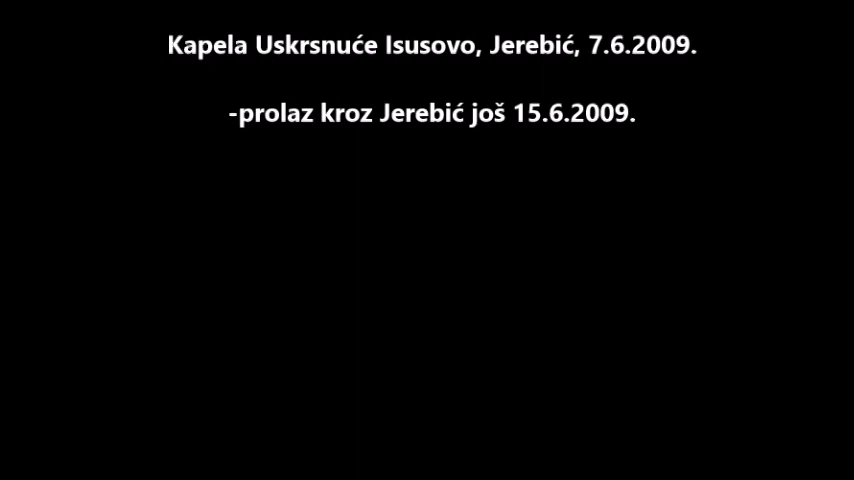 Kapela Uskrsnuće Isusovo, Jerebić, 7.6.2009.
-prolaz kroz Jerebić još 15.6.2009.